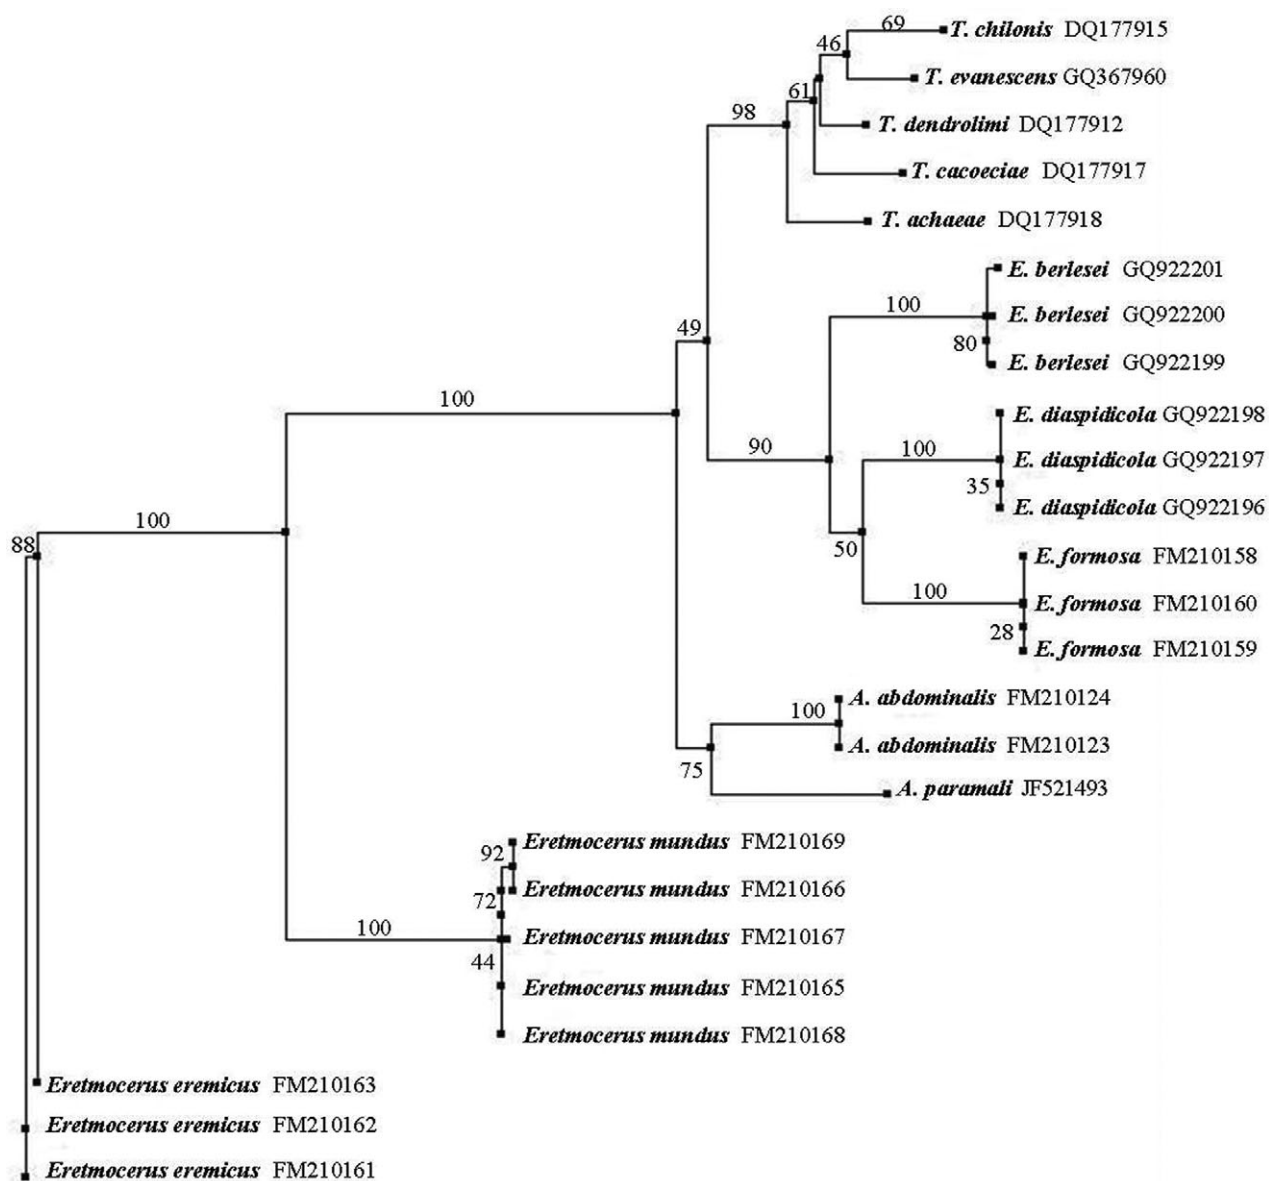 69
T. chilonis DQ177915
46
T. evanescens GQ367960
61
98
T. dendrolimi DQ177912
T. cacoeciae DQ177917
T. achaeae DQ177918
E. berlesei GQ922201
100
E. berlesei GQ922200
49
80
E. berlesei GQ922199
100
E. diaspidicola GQ922198
90
100
E. diaspidicola GQ922197
35
E. diaspidicola GQ922196
100
88
50
E. formosa FM210158
100
E. formosa FM210160
28
E. formosa FM210159
A. abdominalis FM210124
100
A. abdominalis FM210123
75
A. paramali JF521493
Eretmocerus mundus FM210169
92
Eretmocerus mundus FM210166
72
100
Eretmocerus mundus FM210167
44
Eretmocerus mundus FM210165
Eretmocerus mundus FM210168
Eretmocerus eremicus FM210163
Eretmocerus eremicus FM210162
Eretmocerus eremicus FM210161